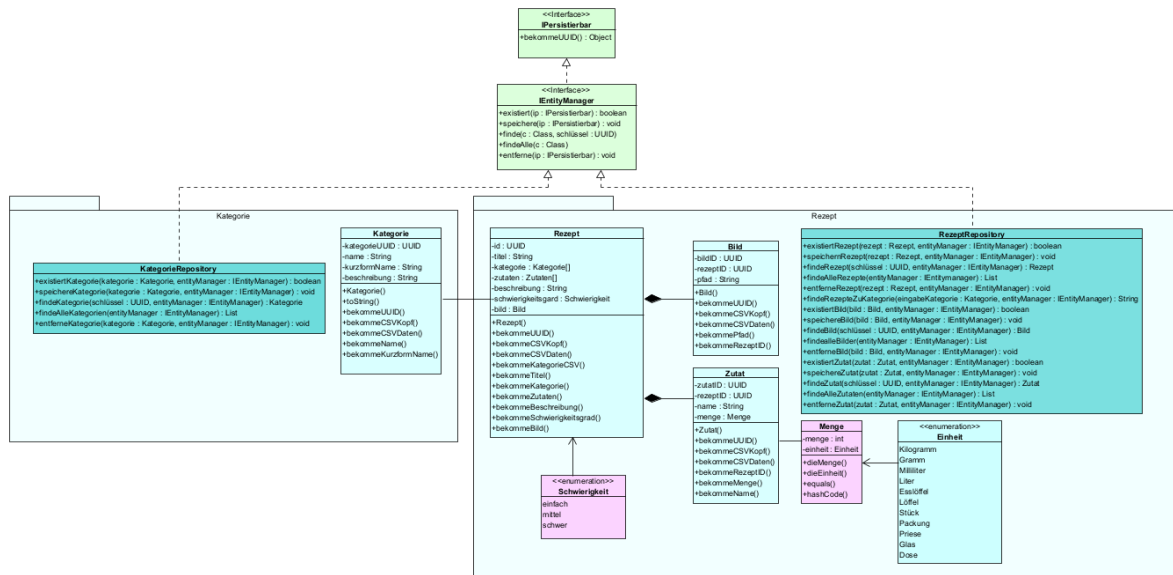 <<Interface>>
IPersistierbar
+bekommeUUID() : Object
<<Interface>>
IEntityManager
+existiert(ip : IPersistierbar) : boolean
+speichere(ip : IPersistierbar) : void
+finde(c : Class, schlüssel : UUID)
+findeAlle(c : Class)
+entferne(ip : IPersistierbar) : void
Kategorie
KategorieRepository
+existiertKategorie(kategorie : Kategorie, entityManager : IEntityManager) : boolean
+speichereKategorie(kategorie : Kategorie, entityManager : IEntityManager) : void
+findeKategorie(schlüssel : UUID, entityManager : IEntityManager) : Kategorie
+findeAlleKategorien(entityManager : IEntityManager) : List
+entferneKategorie(kategorie : Kategorie, entityManager : IEntityManager) : void
Kategorie
-kategorieUUID : UUID
-name : String
-kurzformName : String
-beschreibung : String
+Kategorie()
+toString()
+bekommeUUID()
+bekommeCSVKopf()
+bekommeCSVDaten()
+bekommeName()
+bekommeKurzformName()
Rezept
Rezept
-id : UUID
-titel : String
-kategorie : Kategorie[]
-zutaten : Zutaten[]
-beschreibung : String
-schwierigkeitsgard : Schwierigkeit
-bild : Bild
+Rezept()
+bekommeUUID()
+bekommeCSVKopf()
+bekommeCSVDaten()
+bekommeKategorieCSV()
+bekommeTitel()
+bekommeKategorie()
+bekommeZutaten()
+bekommeBeschreibung()
+bekommeSchwierigkeitsgrad()
+bekommeBild()
Bild
-bildID : UUID
-rezeptID : UUID
-pfad : String
+Bild()
+bekommeUUID()
+bekommeCSVKopf()
+bekommeCSVDaten()
+bekommePfad()
+bekommeRezeptID()
RezeptRepository
+existiertRezept(rezept : Rezept, entityManager : IEntityManager) : boolean
+speichernRezept(rezept : Rezept, entityManager : IEntityManager) : void
+findeRezept(schlüssel : UUID, entityManager : IEntityManager) : Rezept
+findeAlleRezepte(entityManager : IEntityManager) : List
+entferneRezept(rezept : Rezept, entityManager : IEntityManager) : void
+findeRezepteZuKategorie(eingabeKategorie : Kategorie, entityManager : IEntityManager) : String
+existiertBild(bild : Bild, entityManager : IEntityManager) : boolean
+speichereBild(bild : Bild, entityManager : IEntityManager) : void
+findeBild(schlüssel : UUID, entityManager : IEntityManager) : Bild
+findealleBilder(entityManager : IEntityManager) : List
+entferneBild(bild : Bild, entityManager : IEntityManager) : void
+existiertZutat(zutat : Zutat, entityManager : IEntityManager) : boolean
+speichereZutat(zutat : Zutat, entityManager : IEntityManager) : void
+findeZutat(schlüssel : UUID, entityManager : IEntityManager) : Zutat
+findeAlleZutaten(entityManager : IEntityManager) : List
+entferneZutat(zutat : Zutat, entityManager : IEntityManager) : void
Zutat
-zutatID : UUID
-rezeptID : UUID
-name : String
-menge : Menge
+Zutat()
+bekommeUUID()
+bekommeCSVKopf()
+bekommeCSVDaten()
+bekommeRezeptID()
+bekommeMenge()
+bekommeName()
Menge
-menge : int
-einheit : Einheit
+dieMenge()
+dieEinheit()
+equals()
+hashCode()
<<enumeration>>
Einheit
Kilogramm
Gramm
Milliliter
Liter
Esslöffel
Löffel
Stück
Packung
Priese
Glas
Dose
<<enumeration>>
Schwierigkeit
einfach
mittel
schwer